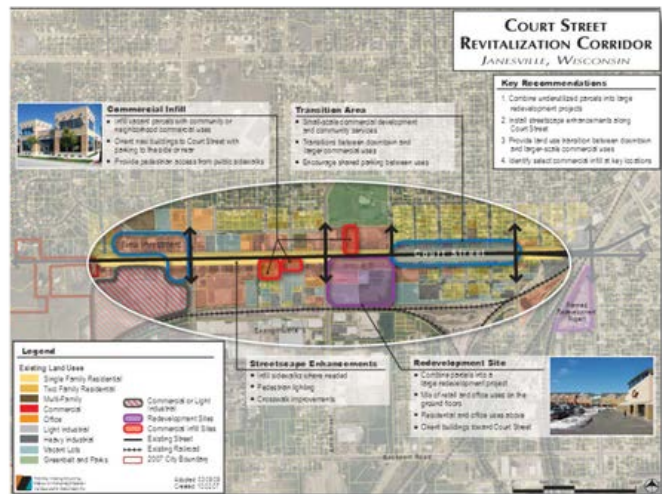 COURT STREET
REVITALIZATION CORRIDOR
JANESVILLE, WISCONSIN
Key Recommendations
1. Combine underutilized parcels into large
redevelopment projects
2. Install streetscape enhancements along
Court Street
3. Provide land use transition between downtown
and larger-scale commercial uses
4. Identify select commercial infill at key locations
Commercial Infill
Infill vacant parcels with community or
neighborhood commercial uses
Orient new buildings to Court Street with
parking to the side or rear
Provide pedestrian access from public sidewalks
Transition Area
Small-scale commercial development
and community services
Transitions between downtown and
larger commercial uses
Encourage shared parking between uses
Investment
COURT STREET
Planned
Redevelopment
Project
Streetscape Enhancements
Infill sidewalks where needed
Pedestrian lighting
Crosswalk improvements
Redevelopment Site
Combine parcels into a
large redevelopment project
Mix of retail and office uses on the
ground floors
Residential and office uses above
Orient buildings toward Court Street
Legend
Existing Land Uses
Single Family Residential
Two Family Residential
Multi-Family
Commercial
Office
Light Industrial
Heavy Industrial
Vacant Lots
Greenbelt and Parks
Commercial or Light
Industrial
Redevelopment Sites
Commercial Infill Sites
Existing Street
Existing Railroad
2007 City Boundary
Adopted:
Created:
Road